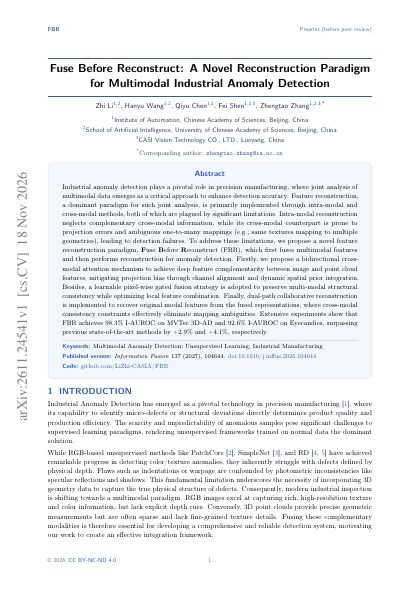 FBR
Preprint (before peer review)
Fuse Before Reconstruct: A Novel Reconstruction Paradigm
for Multimodal Industrial Anomaly Detection
Zhi Li1,2, Hanyu Wang1,2, Qiyu Chen1,2, Fei Shen1,2,3, Zhengtao Zhang1,2,3,*
1Institute of Automation, Chinese Academy of Sciences, Beijing, China
2School of Artificial Intelligence, University of Chinese Academy of Sciences, Beijing, China
3CASI Vision Technology CO., LTD., Luoyang, China
*Corresponding author: zhengtao.zhang@ia.ac.cn
Abstract
Industrial anomaly detection plays a pivotal role in precision manufacturing, where joint analysis of
multimodal data emerges as a critical approach to enhance detection accuracy. Feature reconstruction,
a dominant paradigm for such joint analysis, is primarily implemented through intra-modal and
cross-modal methods, both of which are plagued by significant limitations. Intra-modal reconstruction
neglects complementary cross-modal information, while its cross-modal counterpart is prone to
projection errors and ambiguous one-to-many mappings (e.g., same textures mapped to multiple
geometries), leading to detection failures. To address these limitations, we propose a novel feature
reconstruction paradigm, Fuse Before Reconstruct (FBR), which first fuses multimodal features
and then performs reconstruction for anomaly detection. Firstly, we propose a bidirectional cross-
modal attention mechanism to achieve deep feature complementarity between image and point cloud
features, mitigating projection bias through dual channel alignment and dynamic spatial prior integration.
Besides, a learnable pixel-wise gated fusion strategy is adopted to preserve multi-modal structural
consistency while optimizing local feature combination. Finally, dual-path collaborative reconstruction
is implemented to recover original modal features from the fused representations, where cross-modal
consistency constraints effectively eliminate mapping ambiguities. Extensive experiments show that
FBR achieves 98.3% I-AUROC on MVTec 3D-AD and 92.6% I-AUROC on Eyecandies, surpassing
previous state-of-the-art methods by +2.9% and +4.1%, respectively.
Keywords: Multimodal Industrial Anomaly Detection; Unsupervised Learning; Industrial Manufacturing
Published version: Information Fusion 137 (2027), 104644. doi:10.1016/j.inffus.2026.104644
Code: github.com/LiZhi-CASIA/FBR
1 INTRODUCTION
Industrial Anomaly Detection has emerged as a pivotal technology in precision manufacturing [1], where
its capability to identify micro-defects or structural deviations directly determines product quality and
production efficiency. The scarcity and unpredictability of anomalous samples pose significant challenges to
supervised learning paradigms, rendering unsupervised frameworks trained on normal data the dominant
solution.
While RGB-based unsupervised methods like PatchCore [2], SimpleNet [3], and RD [4, 5] have achieved
remarkable progress in detecting color/texture anomalies, they inherently struggle with defects defined by
physical depth. Flaws such as indentations or warpage are confounded by photometric inconsistencies like
specular reflections and shadows. This fundamental limitation underscores the necessity of incorporating 3D
geometry data to capture the true physical structure of defects. Consequently, modern industrial inspection
is shifting towards a multimodal paradigm. RGB images excel at capturing rich, high-resolution texture
and color information, but lack explicit depth cues. Conversely, 3D point clouds provide precise geometric
measurements but are often sparse and lack fine-grained texture details. Fusing these complementary
modalities is therefore essential for developing a comprehensive and reliable detection system, motivating
our work to create an effective integration framework.
© 2026 CC BY-NC-ND 4.0
1
arXiv:2611.24541v1 [cs.CV] 18 Nov 2026